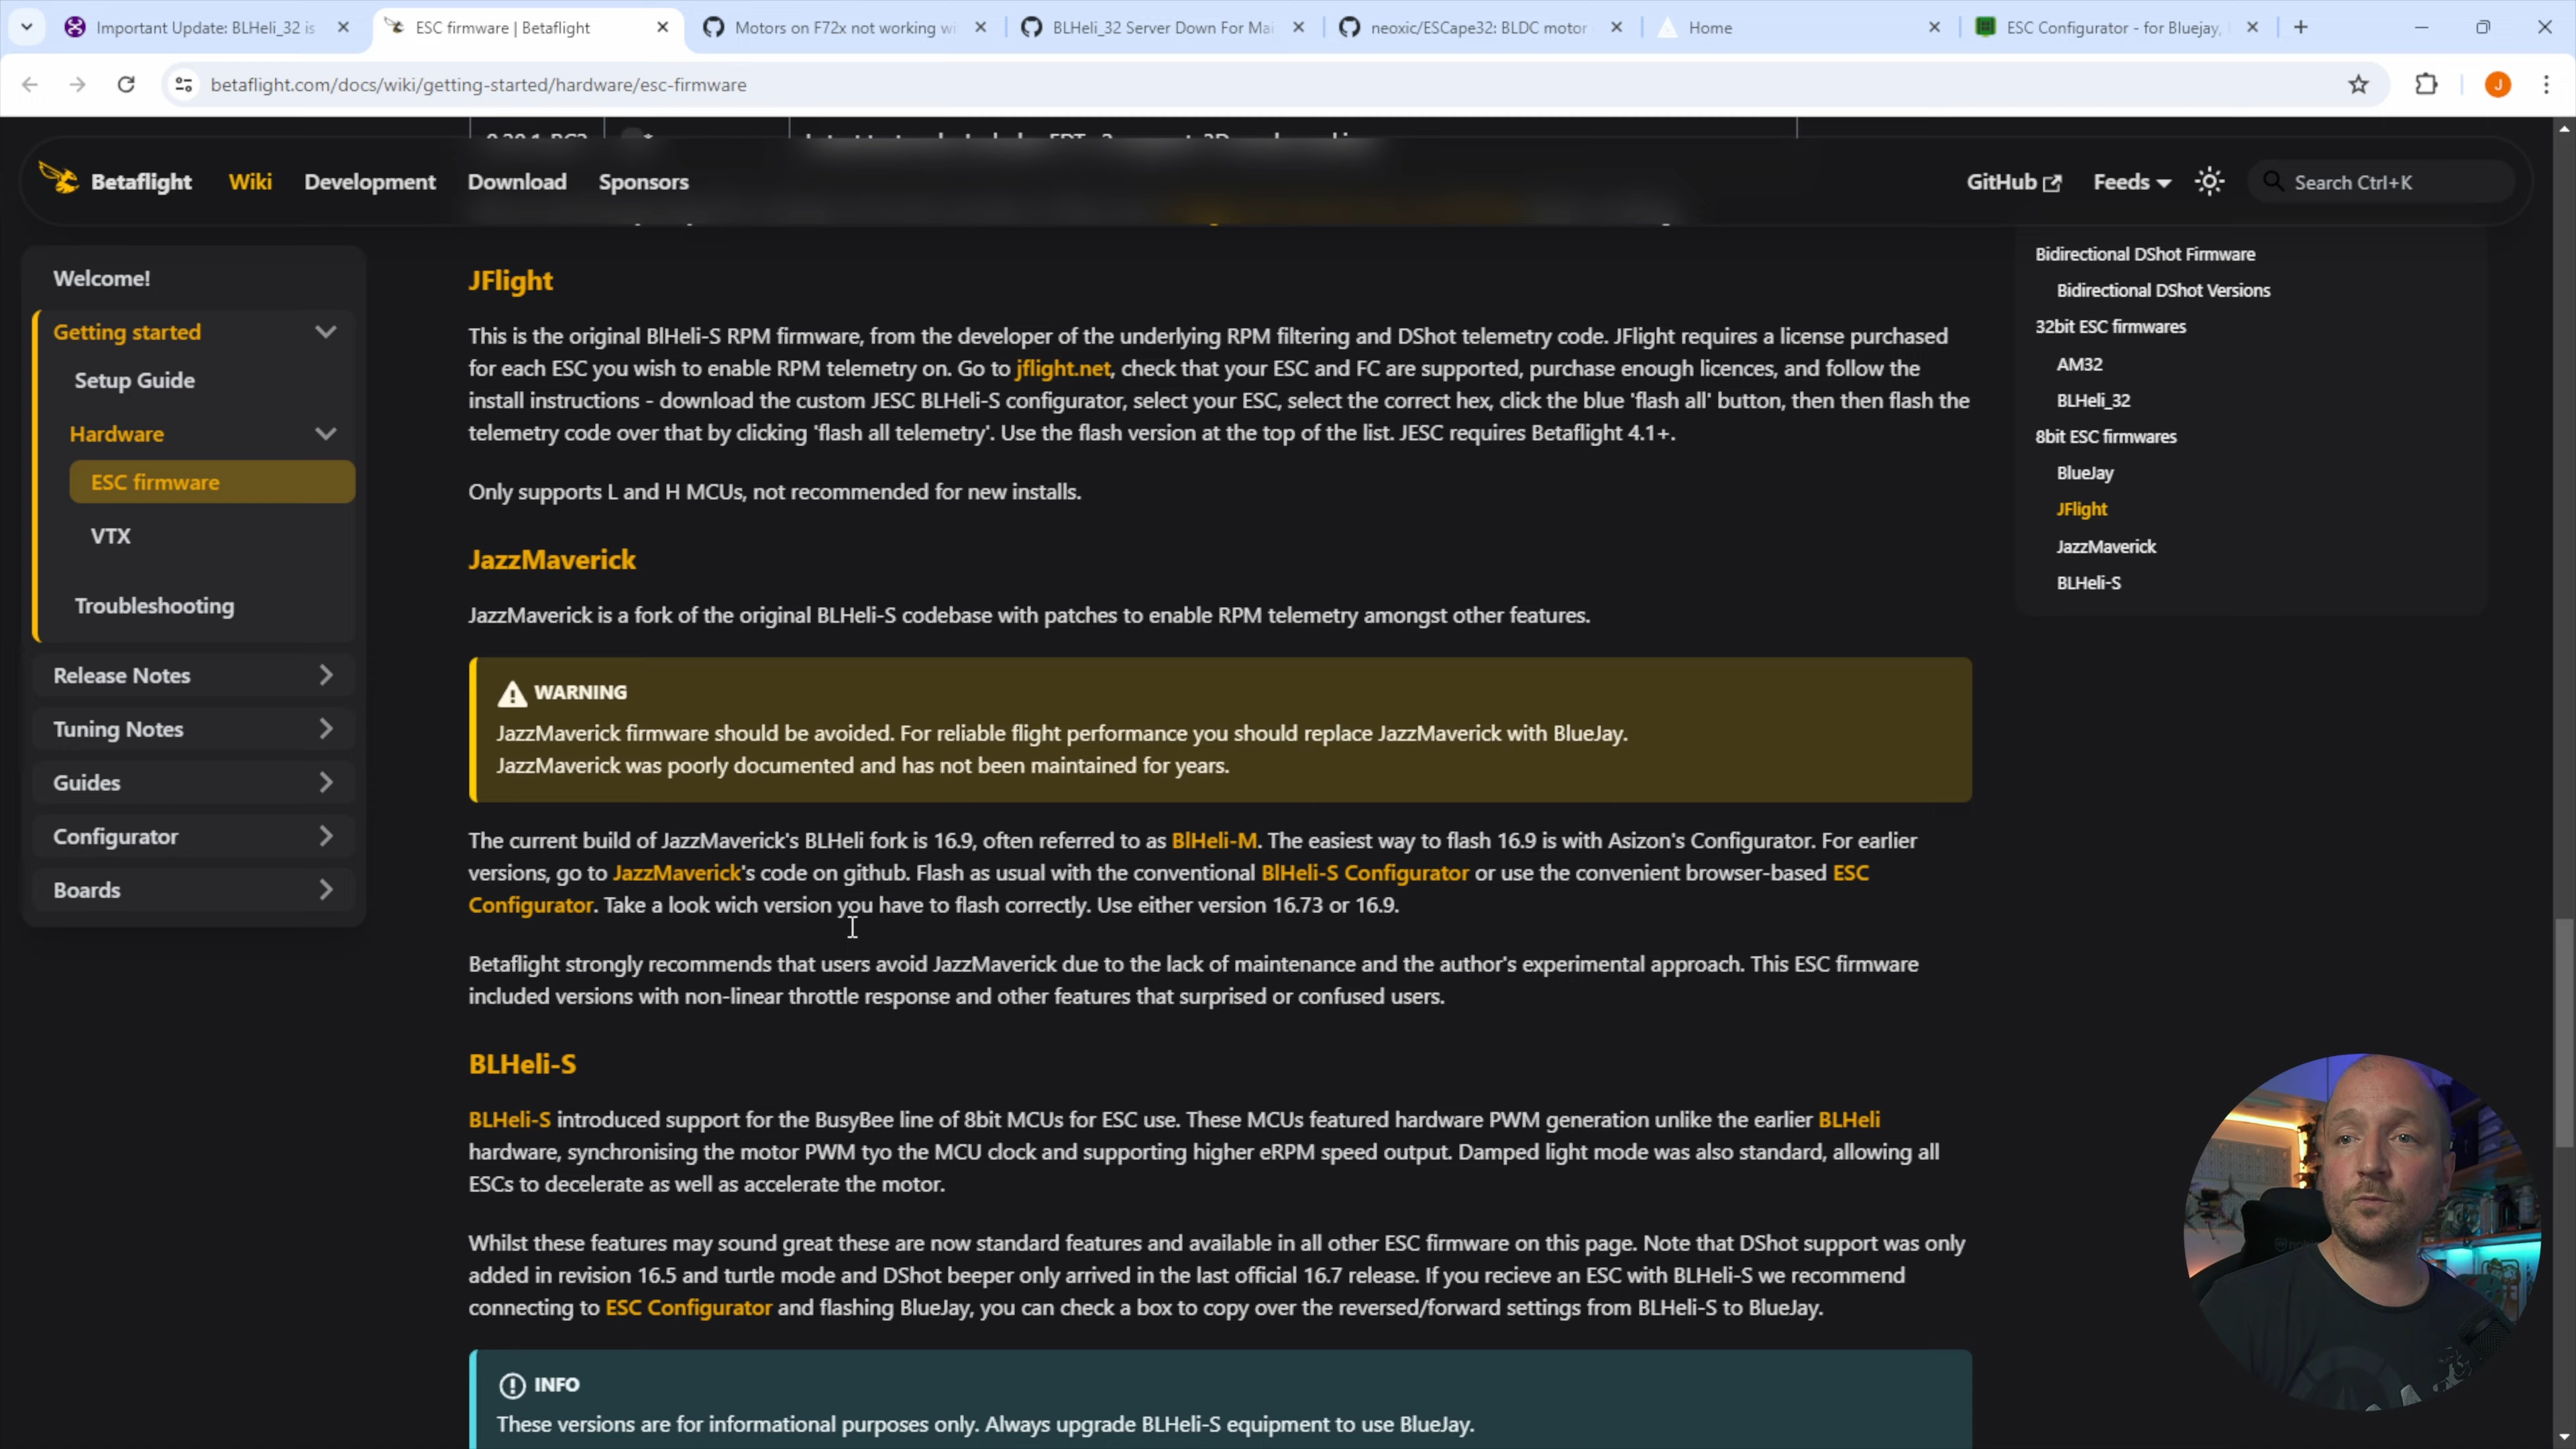 Important Update: BLHeli_32 is
ESC firmware | Betaflight
Motors on F72x not working wi
BLHeli_32 Server Down For Mai
neoxic/ESCape32: BLDC motor
Home
ESC Configurator - for Bluejay,
betaflight.com/docs/wiki/getting-started/hardware/esc-firmware
J
Betaflight
Wiki
Development
Download
Sponsors
GitHub
Feeds
Search Ctrl+K
Welcome!
Getting started
Setup Guide
Hardware
ESC firmware
VTX
Troubleshooting
Release Notes
Tuning Notes
Guides
Configurator
Boards
JFlight
This is the original BlHeli-S RPM firmware, from the developer of the underlying RPM filtering and DShot telemetry code. JFlight requires a license purchased
for each ESC you wish to enable RPM telemetry on. Go to jflight.net, check that your ESC and FC are supported, purchase enough licences, and follow the
install instructions - download the custom JESC BLHeli-S configurator, select your ESC, select the correct hex, click the blue 'flash all' button, then then flash the
telemetry code over that by clicking 'flash all telemetry'. Use the flash version at the top of the list. JESC requires Betaflight 4.1+.
Only supports L and H MCUs, not recommended for new installs.
JazzMaverick
JazzMaverick is a fork of the original BLHeli-S codebase with patches to enable RPM telemetry amongst other features.
WARNING
JazzMaverick firmware should be avoided. For reliable flight performance you should replace JazzMaverick with BlueJay.
JazzMaverick was poorly documented and has not been maintained for years.
The current build of JazzMaverick's BLHeli fork is 16.9, often referred to as BlHeli-M. The easiest way to flash 16.9 is with Asizon's Configurator. For earlier
versions, go to JazzMaverick's code on github. Flash as usual with the conventional BlHeli-S Configurator or use the convenient browser-based ESC
Configurator. Take a look wich version you have to flash correctly. Use either version 16.73 or 16.9.
Betaflight strongly recommends that users avoid JazzMaverick due to the lack of maintenance and the author's experimental approach. This ESC firmware
included versions with non-linear throttle response and other features that surprised or confused users.
BLHeli-S
BLHeli-S introduced support for the BusyBee line of 8bit MCUs for ESC use. These MCUs featured hardware PWM generation unlike the earlier BLHeli
hardware, synchronising the motor PWM tyo the MCU clock and supporting higher eRPM speed output. Damped light mode was also standard, allowing all
ESCs to decelerate as well as accelerate the motor.
Whilst these features may sound great these are now standard features and available in all other ESC firmware on this page. Note that DShot support was only
added in revision 16.5 and turtle mode and DShot beeper only arrived in the last official 16.7 release. If you recieve an ESC with BLHeli-S we recommend
connecting to ESC Configurator and flashing BlueJay, you can check a box to copy over the reversed/forward settings from BLHeli-S to BlueJay.
INFO
These versions are for informational purposes only. Always upgrade BLHeli-S equipment to use BlueJay.
Bidirectional DShot Firmware
Bidirectional DShot Versions
32bit ESC firmwares
AM32
BLHeli_32
8bit ESC firmwares
BlueJay
JFlight
JazzMaverick
BLHeli-S